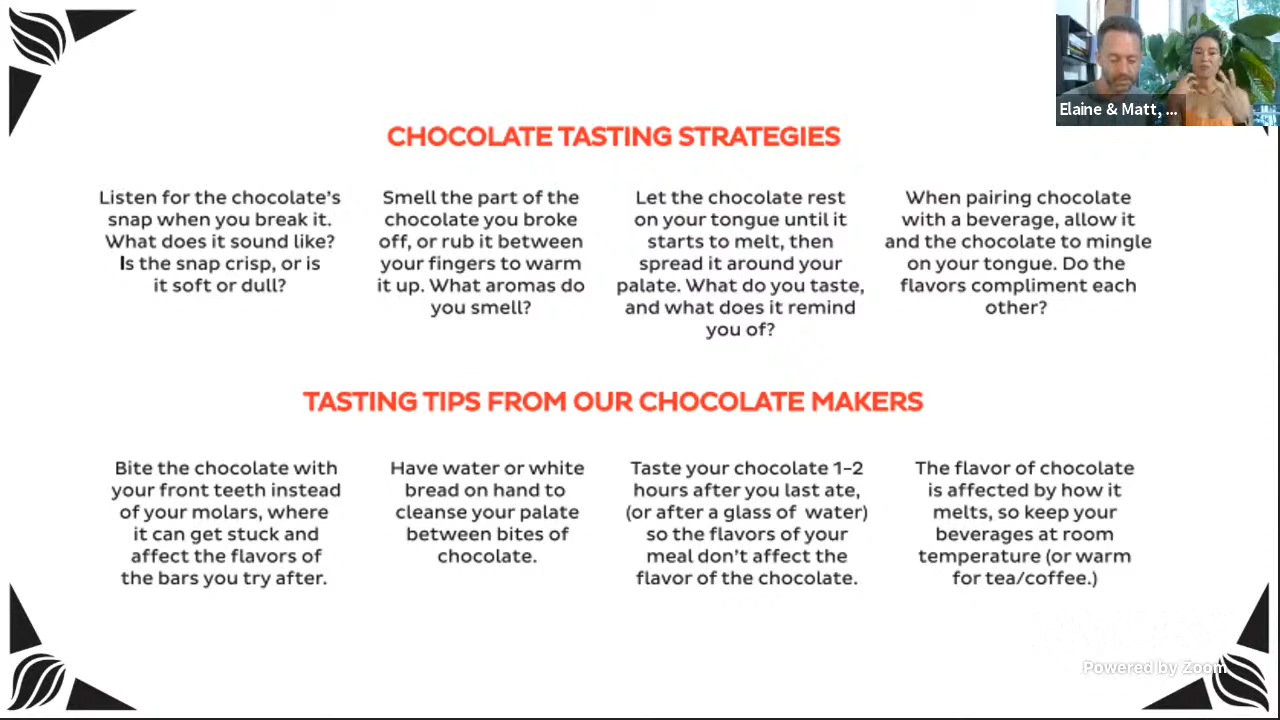 Elaine & Matt, ...
CHOCOLATE TASTING STRATEGIES
Listen for the chocolate's
snap when you break it.
What does it sound like?
Is the snap crisp, or is
it soft or dull?
Smell the part of the
chocolate you broke
off, or rub it between
your fingers to warm
it up. What aromas do
you smell?
Let the chocolate rest
on your tongue until it
starts to melt, then
spread it around your
palate. What do you taste,
and what does it remind
you of?
When pairing chocolate
with a beverage, allow it
and the chocolate to mingle
on your tongue. Do the
flavors compliment each
other?
TASTING TIPS FROM OUR CHOCOLATE MAKERS
Bite the chocolate with
your front teeth instead
of your molars, where
it can get stuck and
affect the flavors of
the bars you try after.
Have water or white
bread on hand to
cleanse your palate
between bites of
chocolate.
Taste your chocolate 1-2
hours after you last ate,
(or after a glass of water)
so the flavors of your
meal don't affect the
flavor of the chocolate.
The flavor of chocolate
is affected by how it
melts, so keep your
beverages at room
temperature (or warm
for tea/coffee.)
Powered by Zoom